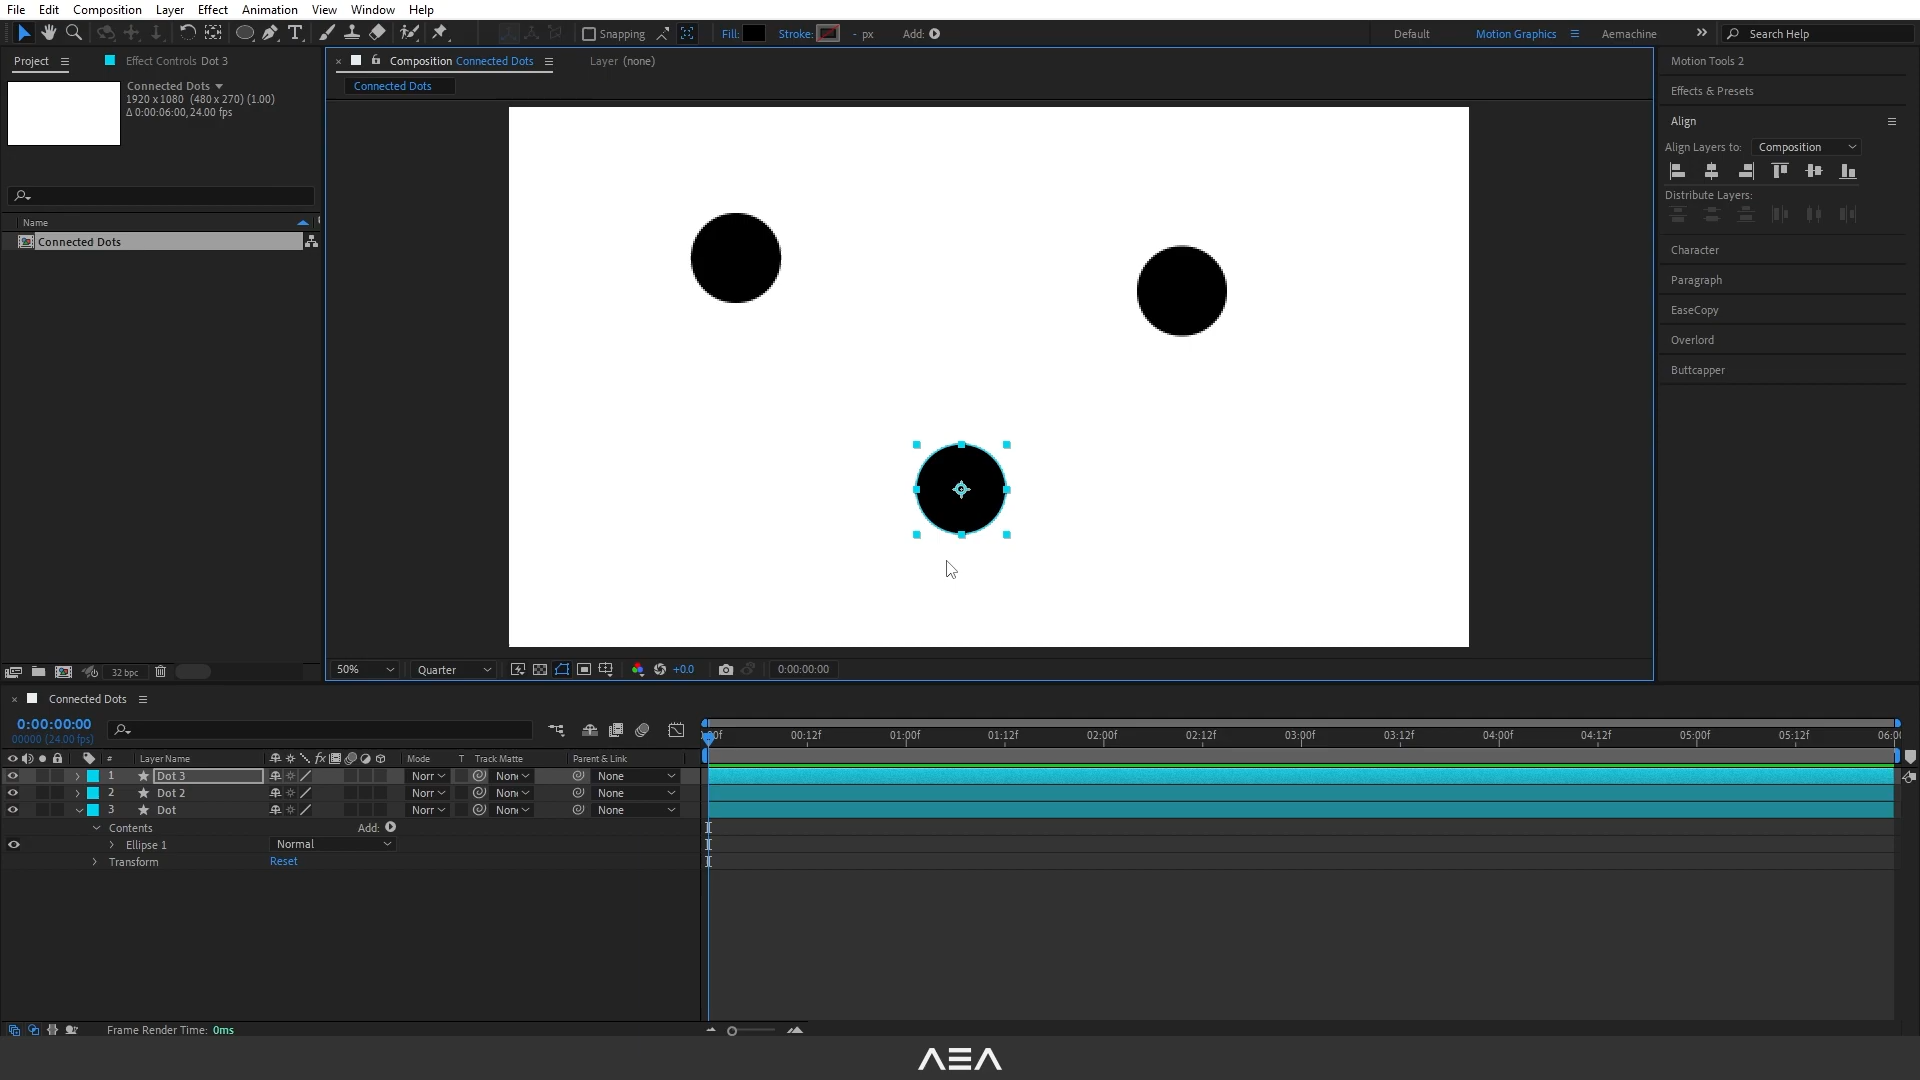 File Edit Composition Layer Effect Animation View Window Help
Snapping Fill: Stroke: - px Add: Default Motion Graphics Aemachine Search Help
Project Effect Controls Dot 3
Connected Dots
1920 x 1080 (480 x 270) (1.00)
Δ 0:00:06:00, 24.00 fps
Name
Connected Dots
32 bpc
Composition Connected Dots Layer (none)
Connected Dots
50% Quarter +0.0 0:00:00:00
Motion Tools 2
Effects & Presets
Align
Align Layers to: Composition
Distribute Layers:
Character
Paragraph
EaseCopy
Overlord
Buttcapper
Connected Dots
0:00:00:00
00000 (24.00 fps)
00f 00:12f 01:00f 01:12f 02:00f 02:12f 03:00f 03:12f 04:00f 04:12f 05:00f 05:12f 06:0
# Layer Name fx Mode T Track Matte Parent & Link
1 Dot 3 Norr Non None
2 Dot 2 Norr Non None
3 Dot Norr Non None
Contents Add:
Ellipse 1 Normal
Transform Reset
Frame Render Time: 0ms